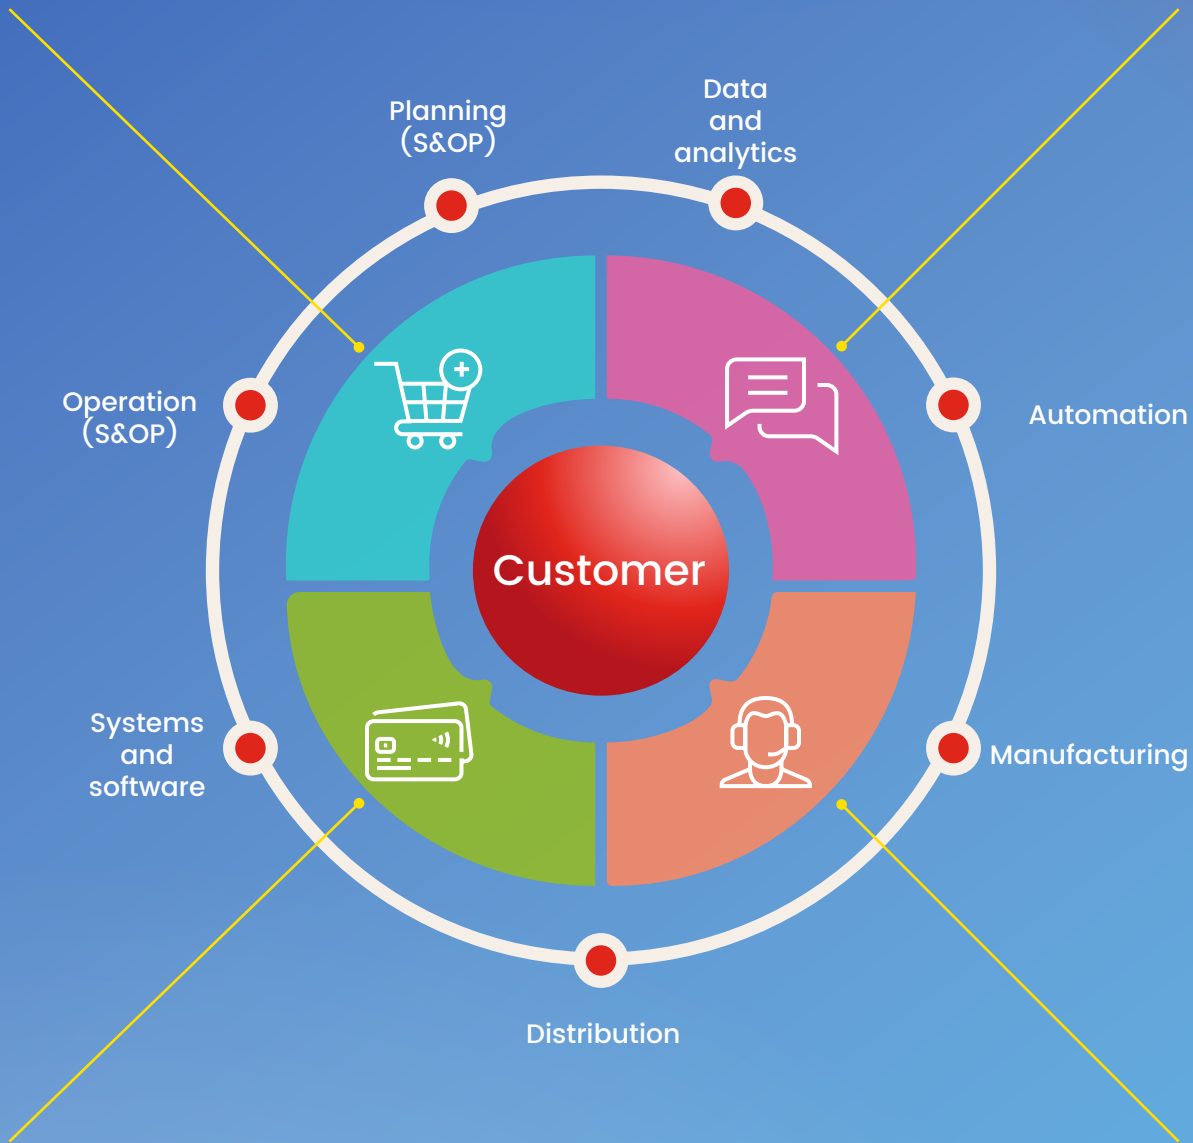 Data
and
analytics
Planning
(S&OP)
Operation
(S&OP)
Automation
Customer
Systems
and
software
Manufacturing
Distribution